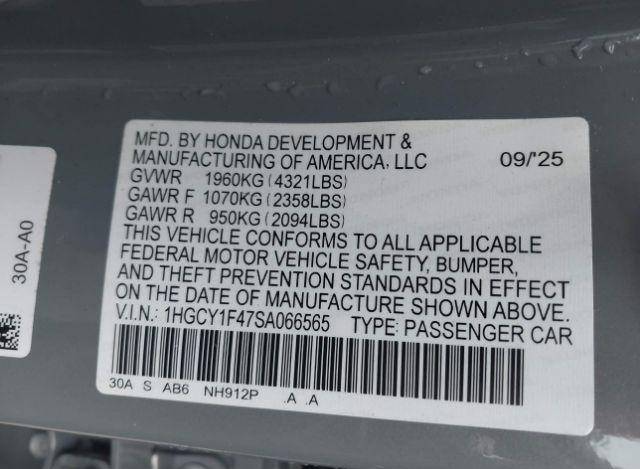 MFD. BY HONDA DEVELOPMENT &
MANUFACTURING OF AMERICA, LLC 09/'25
GVWR 1960KG (4321LBS)
GAWR F 1070KG (2358LBS)
GAWR R 950KG (2094LBS)
THIS VEHICLE CONFORMS TO ALL APPLICABLE
FEDERAL MOTOR VEHICLE SAFETY, BUMPER,
AND THEFT PREVENTION STANDARDS IN EFFECT
ON THE DATE OF MANUFACTURE SHOWN ABOVE.
V.I.N.: 1HGCY1F47SA066565 TYPE: PASSENGER CAR
30A S AB6 NH912P .A .A
30A-A0